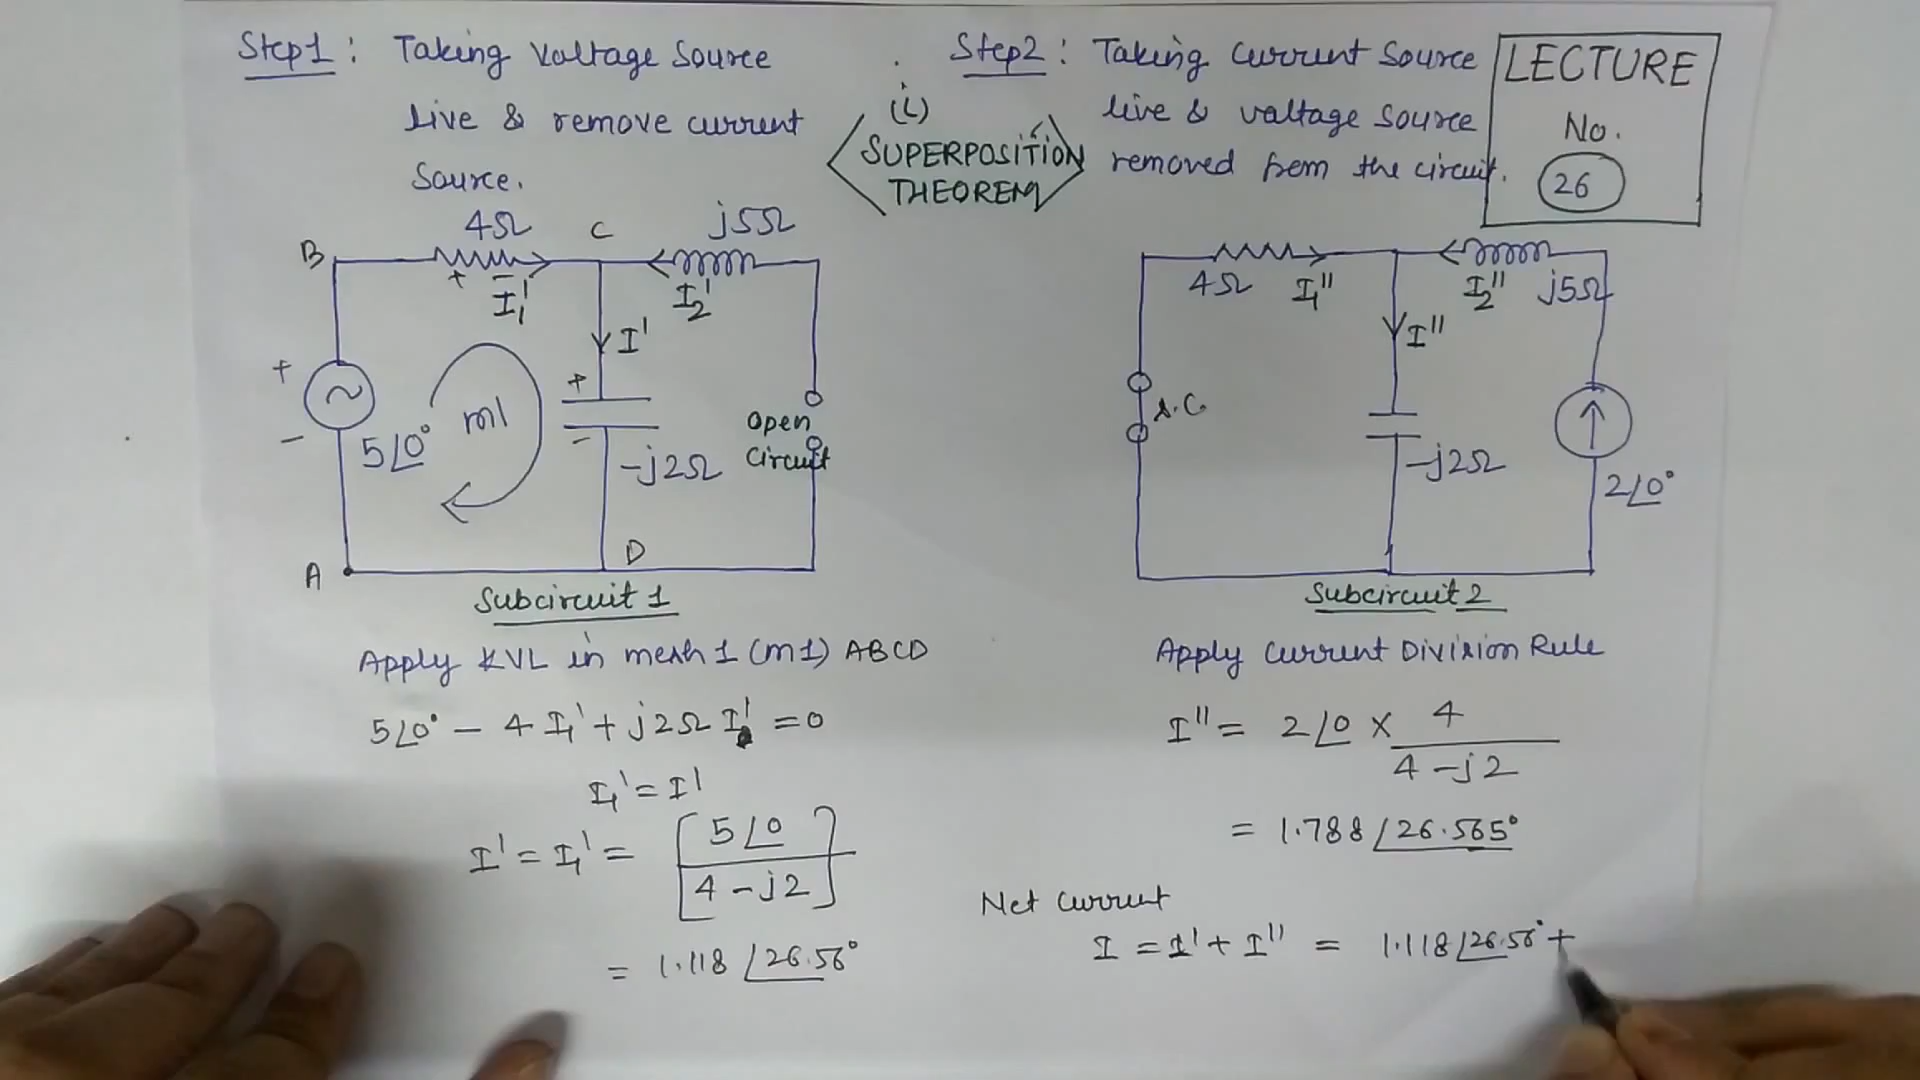 Step1 : Taking Voltage Source
live & remove current
Source.
4Ω
C
j5Ω
B
+ -
I₁'
I₂'
I'
+
-
5∠0°
m1
+
-
-j2Ω
Open
Circuit
A
D
Subcircuit 1
Apply KVL in mesh 1 (m1) ABCD
5∠0° - 4 I₁' + j2Ω I' = 0
I₁' = I'
I' = I₁' = [5∠0 / 4 - j2]
= 1.118 ∠26.56°
(i)
SUPERPOSITION
THEOREM
Step2 : Taking Current Source
live & voltage source
removed from the circuit.
LECTURE
No.
26
4Ω
I₁''
I₂''
j5Ω
I''
s.c.
-j2Ω
2∠0°
Subcircuit 2
Apply Current Division Rule
I'' = 2∠0 × 4 / 4 - j2
= 1.788 ∠26.565°
Net Current
I = I' + I'' = 1.118∠26.56° +